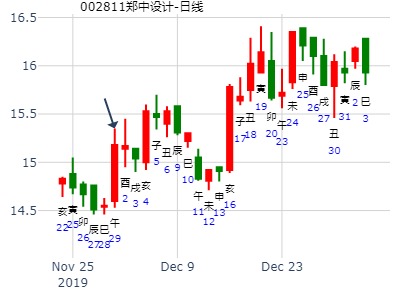 002811郑中设计-日线
16.5
16
15.5
15
14.5
亥
22
寅
25
卯
26
辰
27
巳
28
午
29
酉
2
戌
3
亥
4
子
5
丑
6
辰
9
巳
10
午
11
未
12
申
13
亥
16
子
17
丑
18
寅
19
卯
20
午
23
未
24
申
25
酉
26
戌
27
丑
30
寅
31
辰
2
巳
3
Nov 25
2019
Dec 9
Dec 23